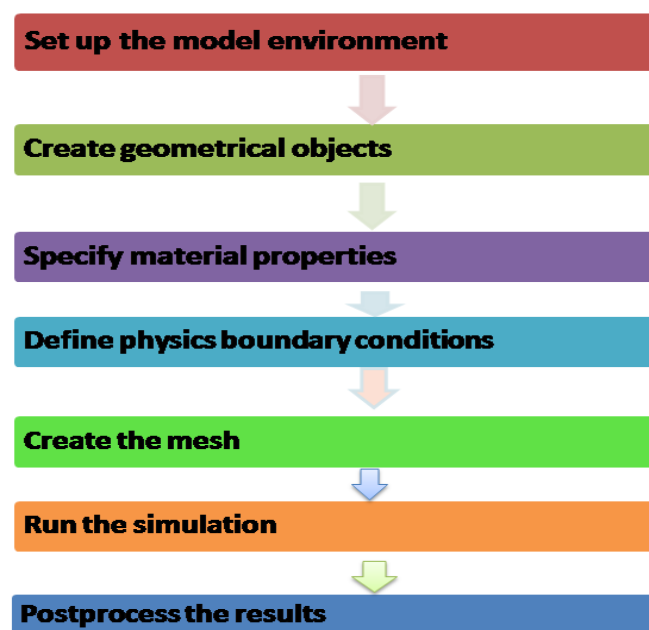 Set up the model environment
Create geometrical objects
Specify material properties
Define physics boundary conditions
Create the mesh
Run the simulation
Postprocess the results